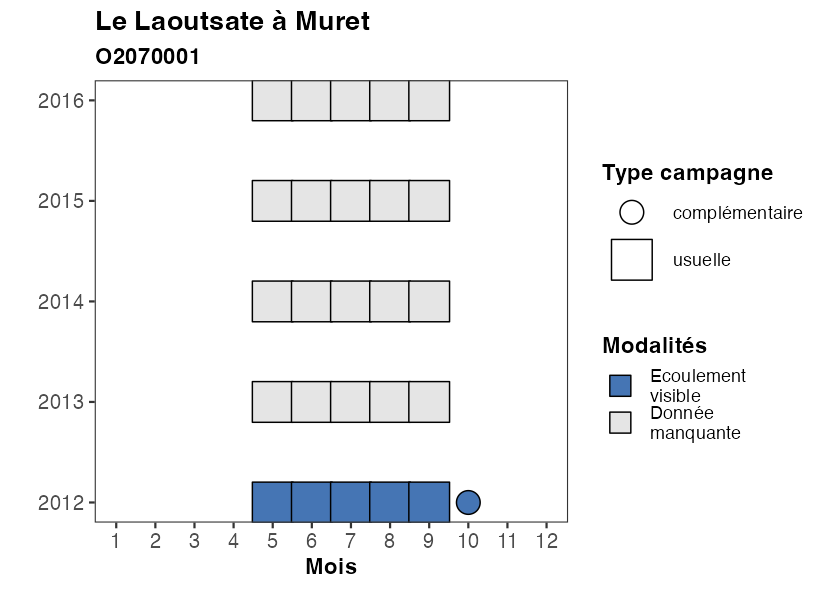 Le Laoutsate à Muret
O2070001
2016
2015
2014
2013
2012
1 2 3 4 5 6 7 8 9 10 11 12
Mois
Type campagne
complémentaire
usuelle
Modalités
Ecoulement
visible
Donnée
manquante